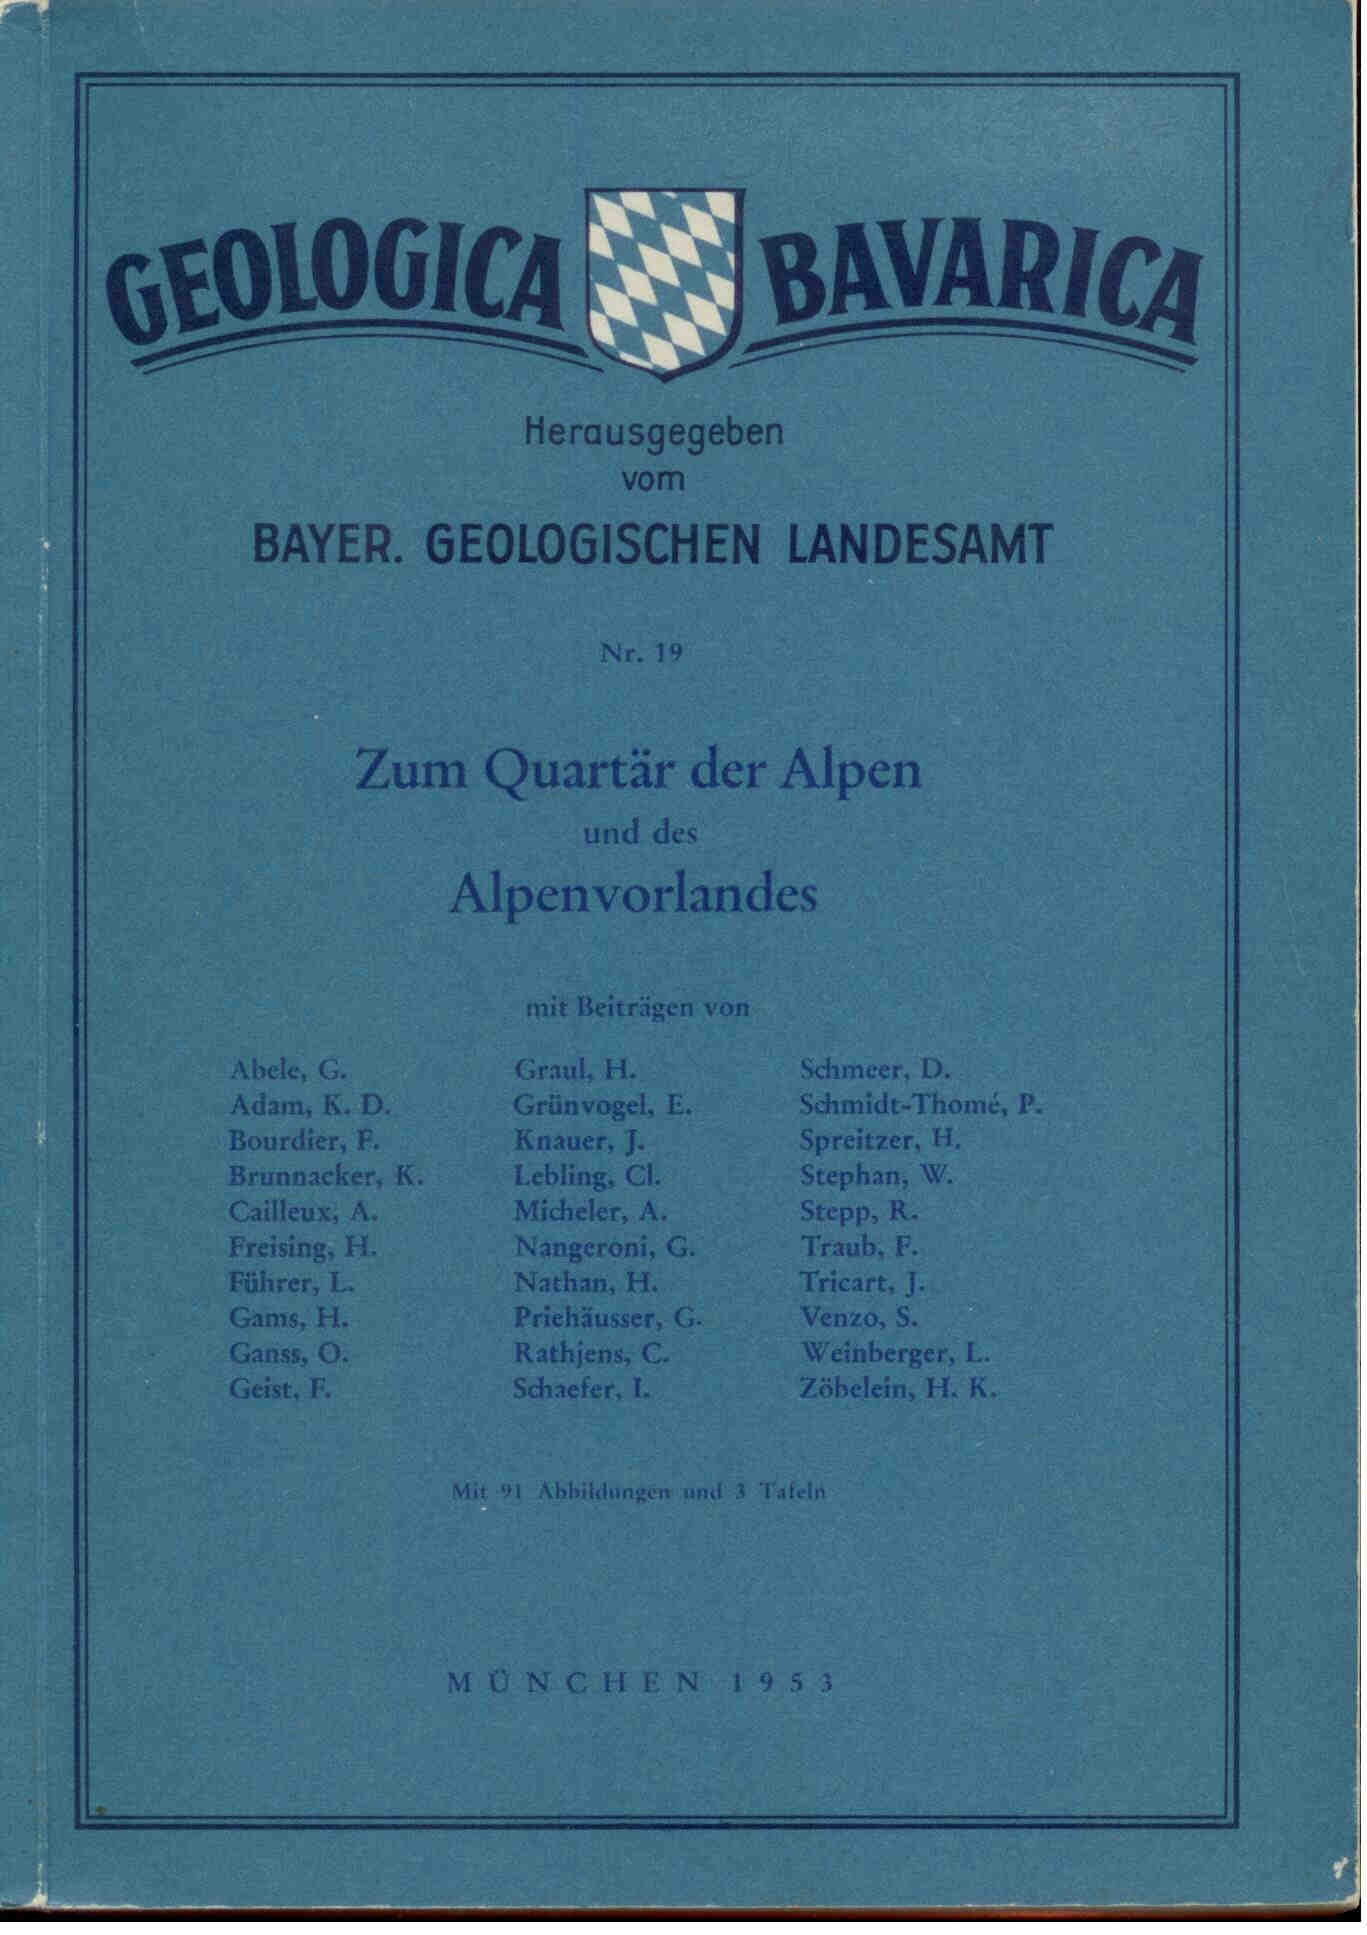 GEOLOGICA BAVARICA
Herausgegeben
vom
BAYER. GEOLOGISCHEN LANDESAMT
Nr. 19
Zum Quartär der Alpen
und des
Alpenvorlandes
mit Beiträgen von
Abele, G.
Adam, K. D.
Bourdier, F.
Brunnacker, K.
Cailleux, A.
Freising, H.
Führer, L.
Gams, H.
Ganss, O.
Geist, F.
Graul, H.
Grünvogel, E.
Knauer, J.
Lebling, Cl.
Micheler, A.
Nangeroni, G.
Nathan, H.
Priehäusser, G.
Rathjens, C.
Schaefer, I.
Schmeer, D.
Schmidt-Thomé, P.
Spreitzer, H.
Stephan, W.
Stepp, R.
Traub, F.
Tricart, J.
Venzo, S.
Weinberger, L.
Zöbelein, H. K.
Mit 91 Abbildungen und 3 Tafeln
MÜNCHEN 1953